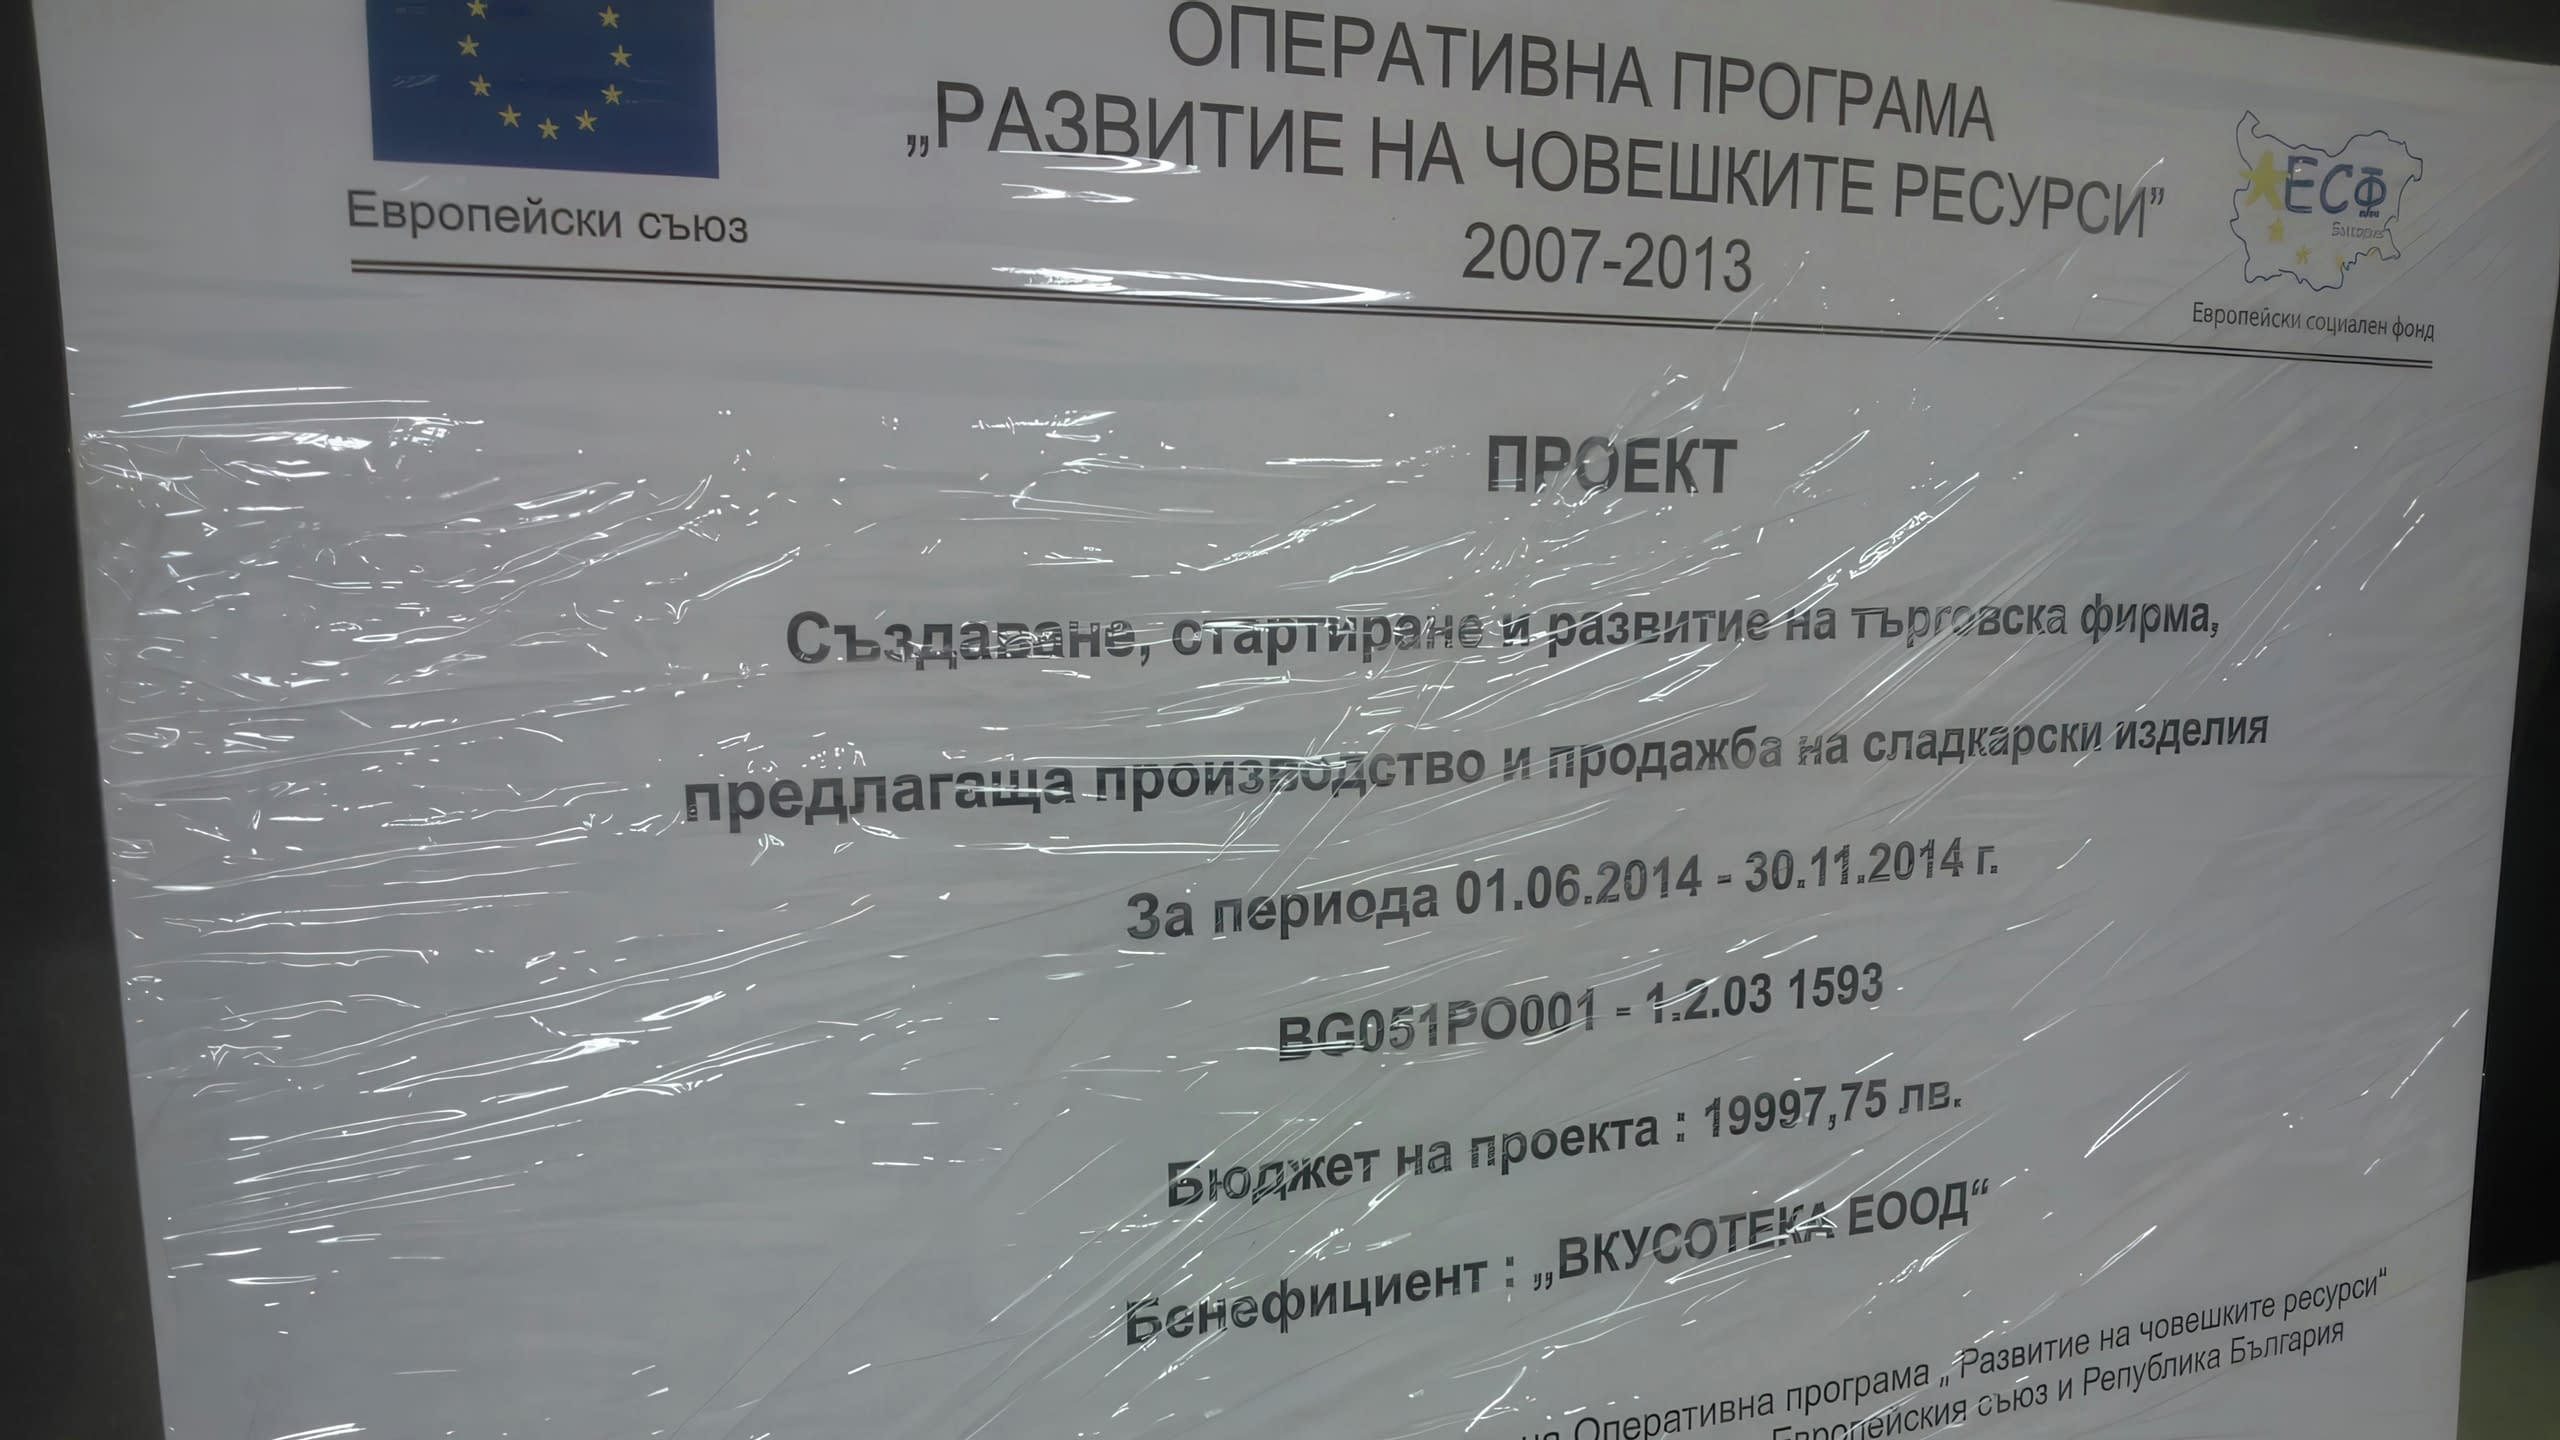 ОПЕРАТИВНА ПРОГРАМА
„РАЗВИТИЕ НА ЧОВЕШКИТЕ РЕСУРСИ”
2007-2013
Европейски съюз
ЕСФ
Европейски социален фонд
ПРОЕКТ
Създаване, стартиране и развитие на търговска фирма,
предлагаща производство и продажба на сладкарски изделия
За периода 01.06.2014 - 30.11.2014 г.
BG051PO001 - 1.2.03 1593
Бюджет на проекта : 19997,75 лв.
Бенефициент : „ВКУСОТЕКА ЕООД“
Оперативна програма „Развитие на човешките ресурси“
Европейския съюз и Република България